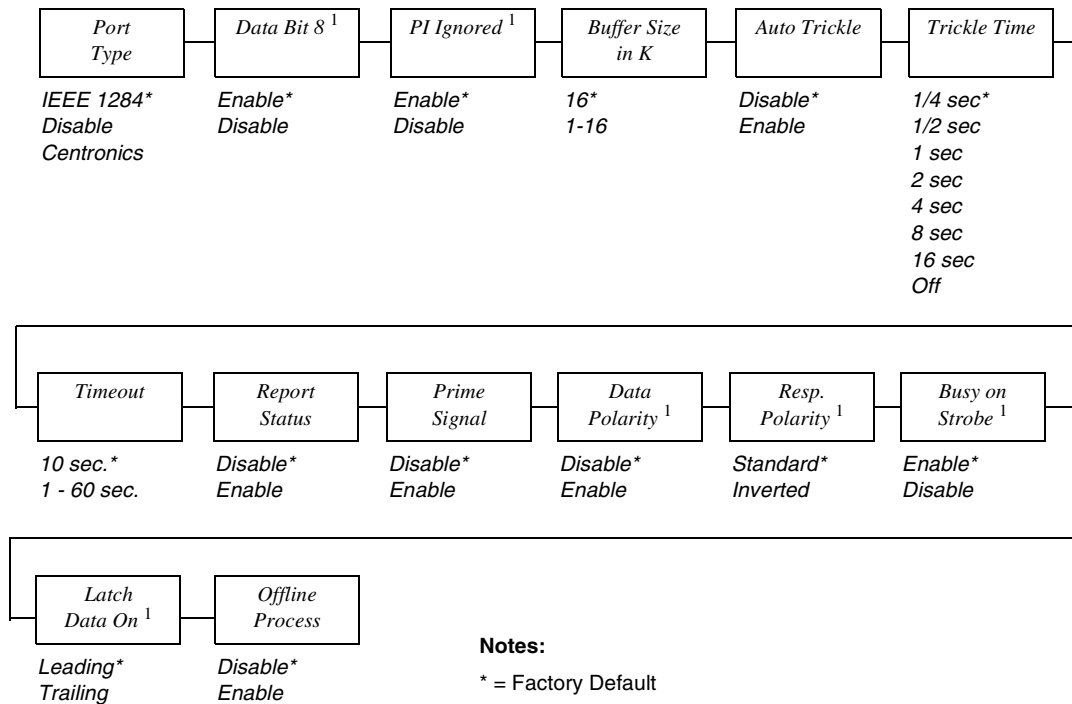 Port
Type
Data Bit 8 1
PI Ignored 1
Buffer Size
in K
Auto Trickle
Trickle Time
IEEE 1284*
Disable
Centronics
Enable*
Disable
Enable*
Disable
16*
1-16
Disable*
Enable
1/4 sec*
1/2 sec
1 sec
2 sec
4 sec
8 sec
16 sec
Off
Timeout
Report
Status
Prime
Signal
Data
Polarity 1
Resp.
Polarity 1
Busy on
Strobe 1
10 sec.*
1 - 60 sec.
Disable*
Enable
Disable*
Enable
Disable*
Enable
Standard*
Inverted
Enable*
Disable
Latch
Data On 1
Offline
Process
Leading*
Trailing
Disable*
Enable
Notes:
* = Factory Default